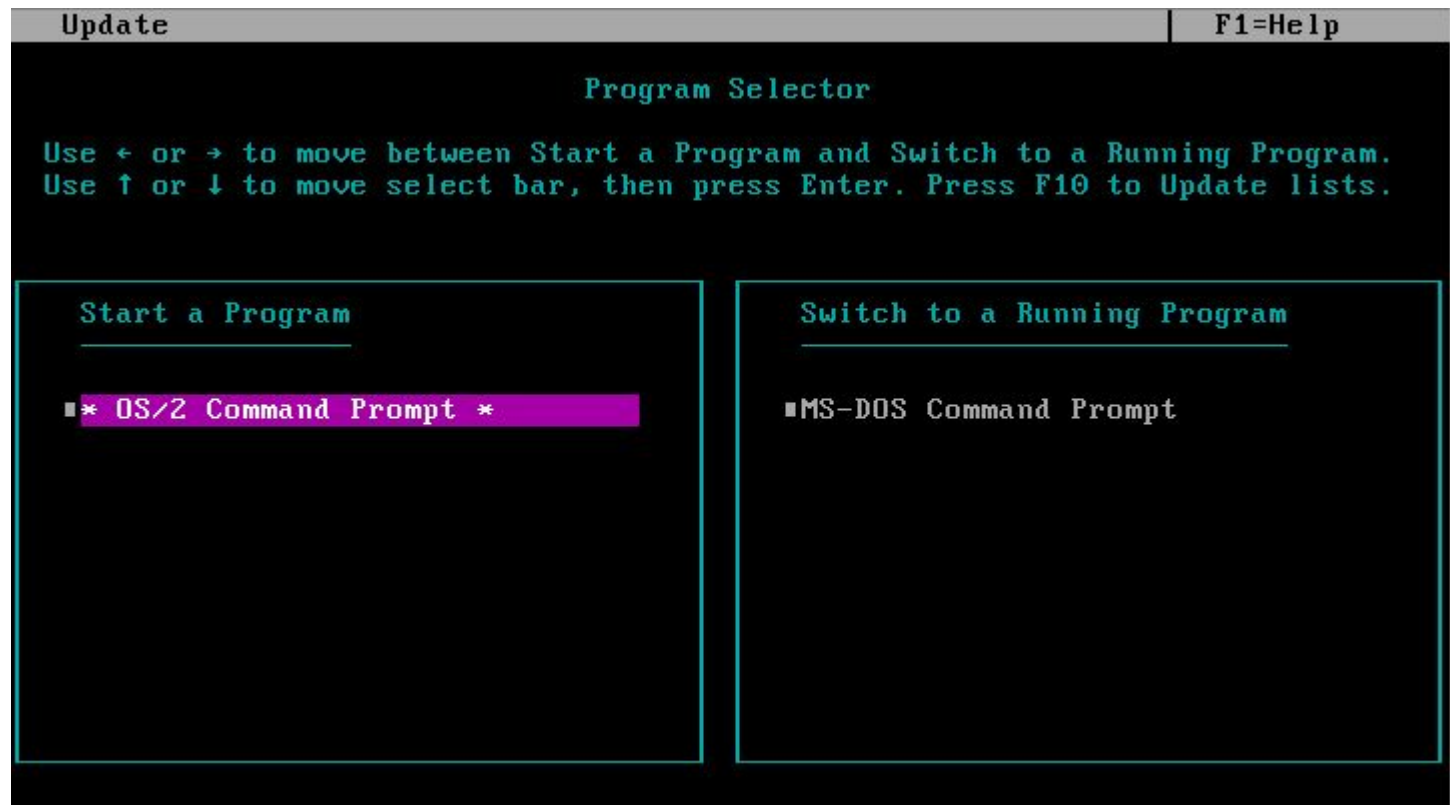 Update F1=Help
Program Selector
Use ← or → to move between Start a Program and Switch to a Running Program.
Use ↑ or ↓ to move select bar, then press Enter. Press F10 to Update lists.
Start a Program
* OS/2 Command Prompt *
Switch to a Running Program
MS-DOS Command Prompt